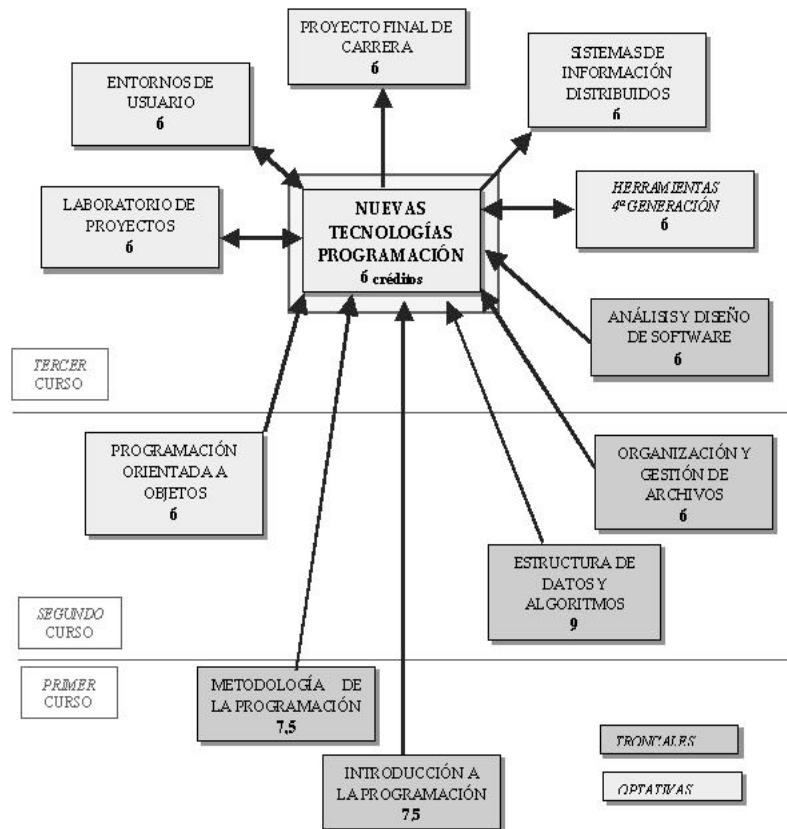 PROYECTO FINAL DE
CARRERA
6
ENTORNOS DE
USUARIO
6
SISTEMAS DE
INFORMACIÓN
DISTRIBUIDOS
6
LABORATORIO DE
PROYECTOS
6
NUEVAS
TECNOLOGÍAS
PROGRAMACIÓN
6 créditos
HERRAMIENTAS
4ª GENERACIÓN
6
ANÁLISIS Y DISEÑO
DE SOFTWARE
6
TERCER
CURSO
PROGRAMACIÓN
ORIENTADA A
OBJETOS
6
ORGANIZACIÓN Y
GESTIÓN DE
ARCHIVOS
6
ESTRUCTURA DE
DATOS Y
ALGORITMOS
9
SEGUNDO
CURSO
PRIMER
CURSO
METODOLOGÍA DE
LA PROGRAMACIÓN
7,5
INTRODUCCIÓN A
LA PROGRAMACIÓN
7,5
TRONCALES
OPTATIVAS